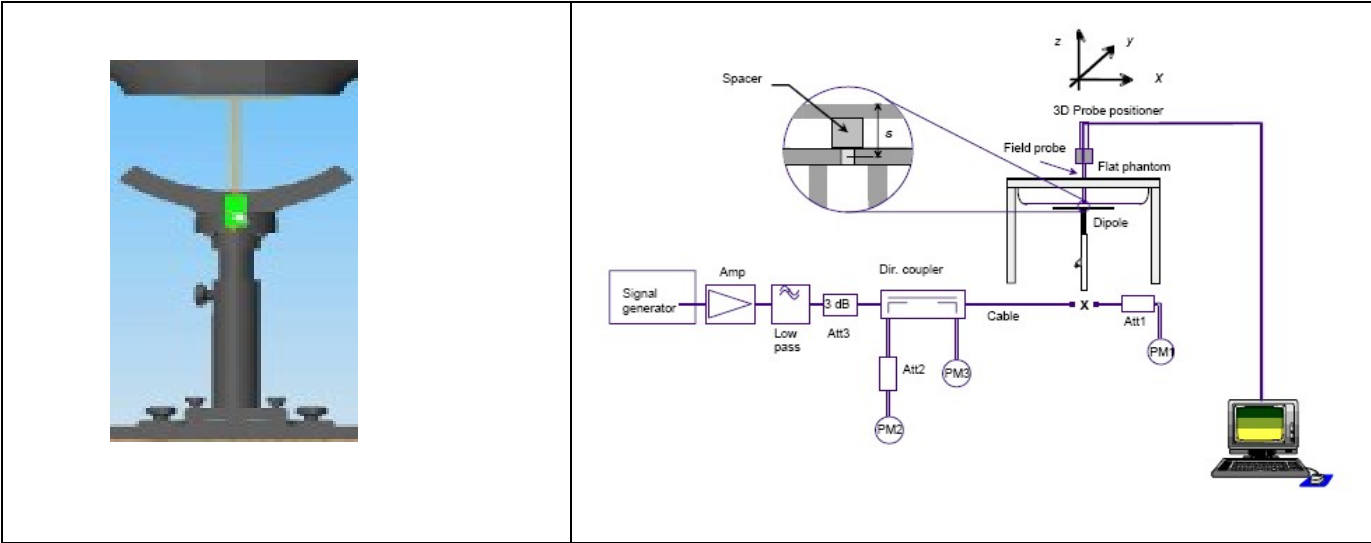 z
y
X
Spacer
s
3D Probe positioner
Field probe
Flat phantom
Dipole
Signal
generator
Amp
Low
pass
3 dB
Att3
Dir. coupler
Cable
x
Att1
PM1
Att2
PM3
PM2